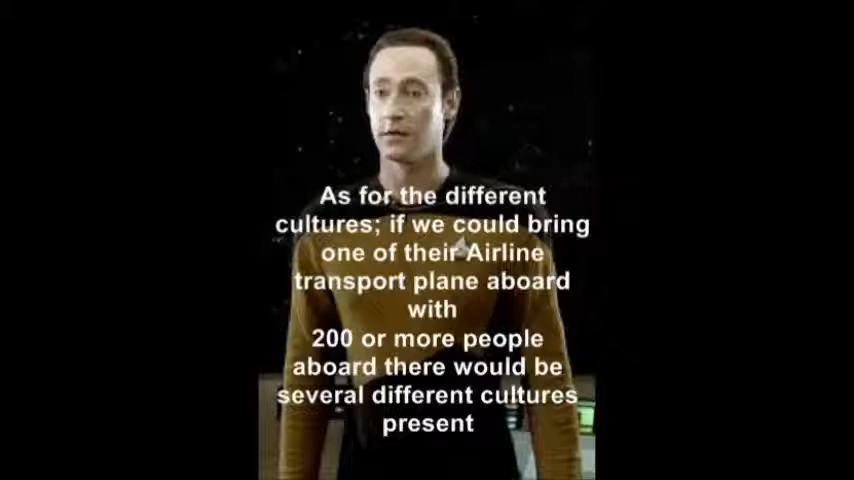 As for the different
cultures; if we could bring
one of their Airline
transport plane aboard
with
200 or more people
aboard there would be
several different cultures
present